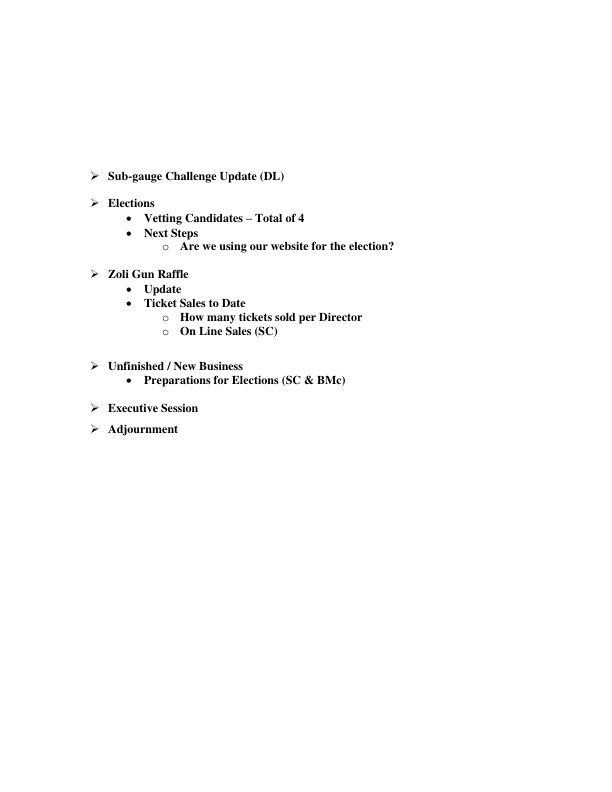 ➢ Sub-gauge Challenge Update (DL)
➢ Elections
• Vetting Candidates – Total of 4
• Next Steps
o Are we using our website for the election?
➢ Zoli Gun Raffle
• Update
• Ticket Sales to Date
o How many tickets sold per Director
o On Line Sales (SC)
➢ Unfinished / New Business
• Preparations for Elections (SC & BMc)
➢ Executive Session
➢ Adjournment